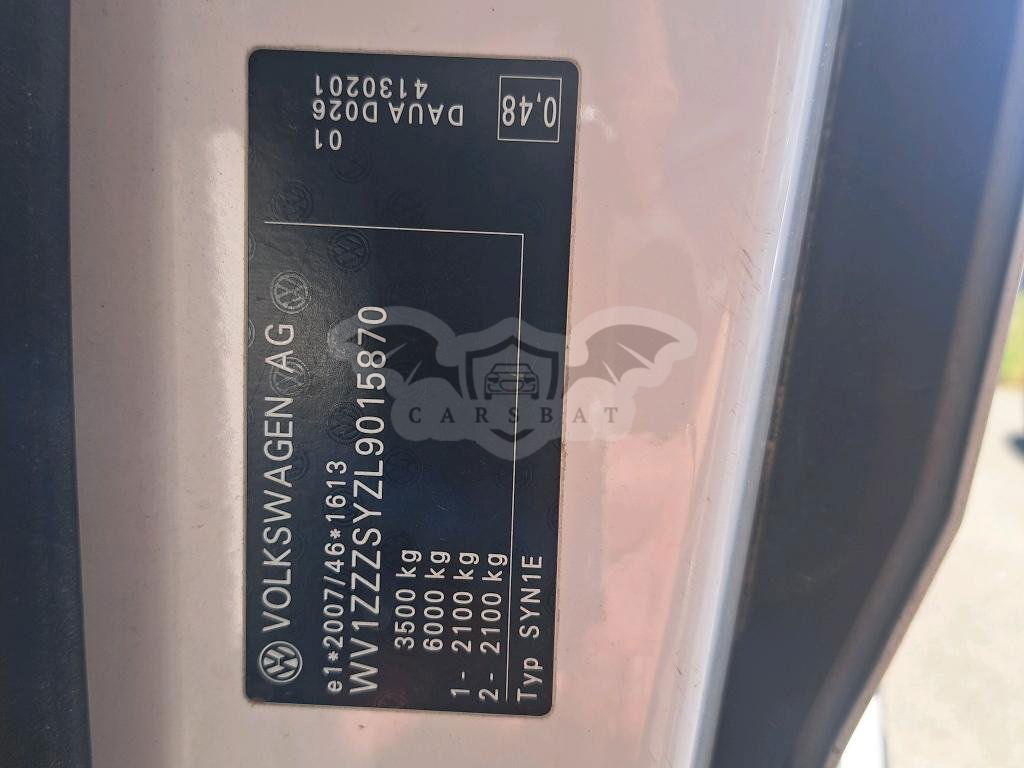 VOLKSWAGEN AG
e1*2007/46*1613
WV1ZZZSYZL9015870
3500 kg
6000 kg
1- 2100 kg
2- 2100 kg
Typ SYN1E
01
DAUA D026
4130201
0,48
CARSBAT